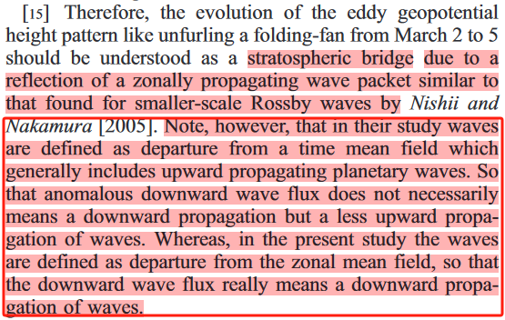 [15] Therefore, the evolution of the eddy geopotential
height pattern like unfurling a folding-fan from March 2 to 5
should be understood as a stratospheric bridge due to a
reflection of a zonally propagating wave packet similar to
that found for smaller-scale Rossby waves by Nishii and
Nakamura [2005]. Note, however, that in their study waves
are defined as departure from a time mean field which
generally includes upward propagating planetary waves. So
that anomalous downward wave flux does not necessarily
means a downward propagation but a less upward propa-
gation of waves. Whereas, in the present study the waves
are defined as departure from the zonal mean field, so that
the downward wave flux really means a downward propa-
gation of waves.